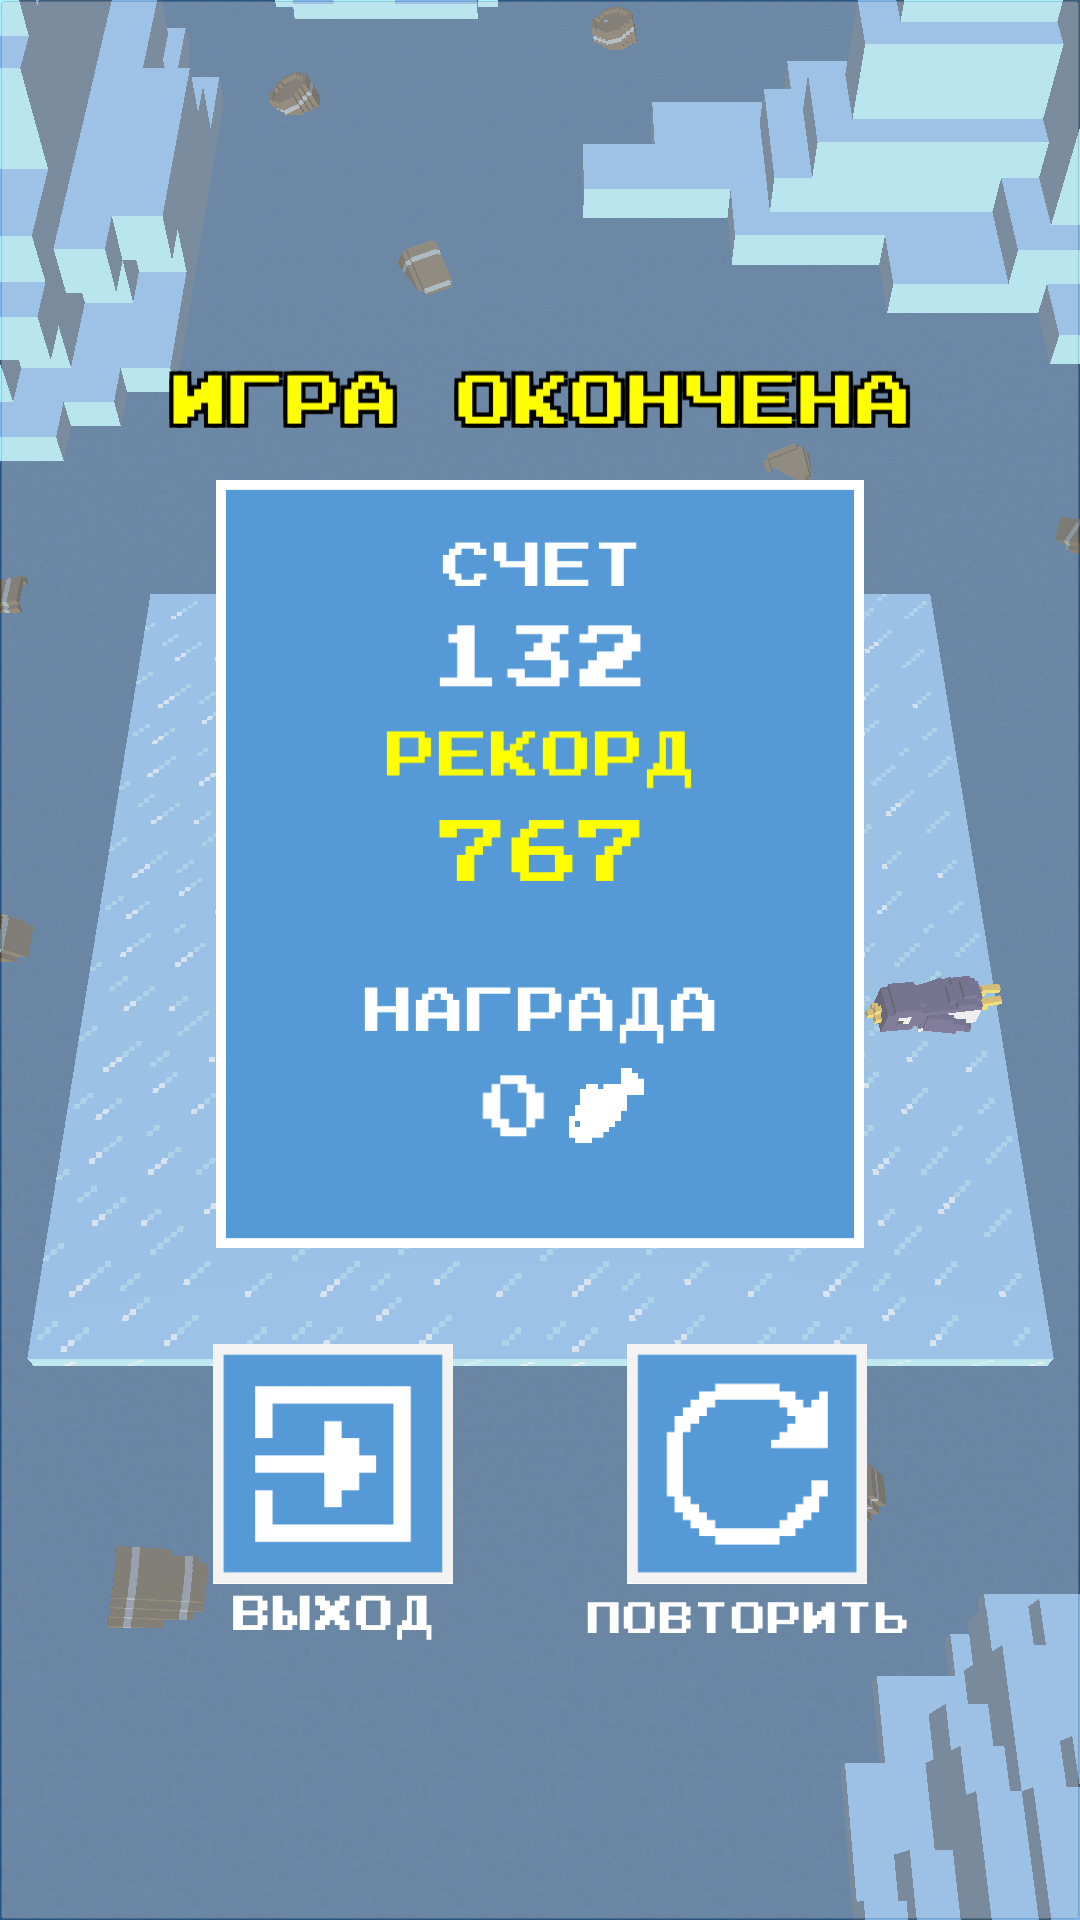 ИГРА ОКОНЧЕНА
СЧЕТ
132
РЕКОРД
767
НАГРАДА
0
ВЫХОД
ПОВТОРИТЬ